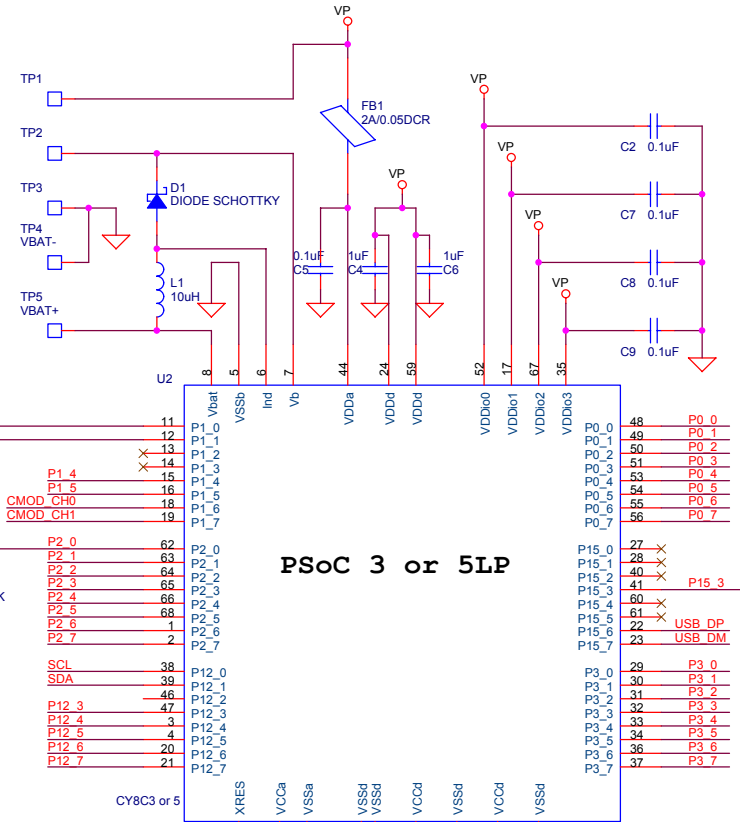 VP
TP1
VP
FB1
2A/0.05DCR
TP2
C2 0.1uF
VP
VP
TP3
D1
DIODE SCHOTTKY
C7 0.1uF
VP
TP4
VBAT-
0.1uF
C5
1uF
C4
1uF
C6
C8 0.1uF
VP
TP5
VBAT+
L1
10uH
C9 0.1uF
U2
8 5 6 7 44 24 59 52 17 67 35
Vbat VSSb Ind Vb VDDa VDDd VDDd VDDio0 VDDio1 VDDio2 VDDio3
11 P1_0
12 P1_1
13 P1_2
14 P1_3
P1_4 15 P1_4
P1_5 16 P1_5
CMOD_CH0 18 P1_6
CMOD_CH1 19 P1_7
P0_0 48 P0_0
P0_1 49 P0_1
P0_2 50 P0_2
P0_3 51 P0_3
P0_4 53 P0_4
P0_5 54 P0_5
P0_6 55 P0_6
P0_7 56 P0_7
PSoC 3 or 5LP
P2_0 62 P2_0
P2_1 63 P2_1
P2_2 64 P2_2
P2_3 65 P2_3
K
P2_4 66 P2_4
P2_5 68 P2_5
P2_6 1 P2_6
P2_7 2 P2_7
P15_0 27
P15_1 28
P15_2 40
P15_3 41 P15_3
P15_4 60
P15_5 61
P15_6 22 USB_DP
P15_7 23 USB_DM
SCL 38 P12_0
SDA 39 P12_1
46 P12_2
P12_3 47 P12_3
P12_4 3 P12_4
P12_5 4 P12_5
P12_6 20 P12_6
P12_7 21 P12_7
P3_0 29 P3_0
P3_1 30 P3_1
P3_2 31 P3_2
P3_3 32 P3_3
P3_4 33 P3_4
P3_5 34 P3_5
P3_6 36 P3_6
P3_7 37 P3_7
CY8C3 or 5
XRES VCCa VSSa VSSd VSSd VCCd VSSd VCCd VSSd